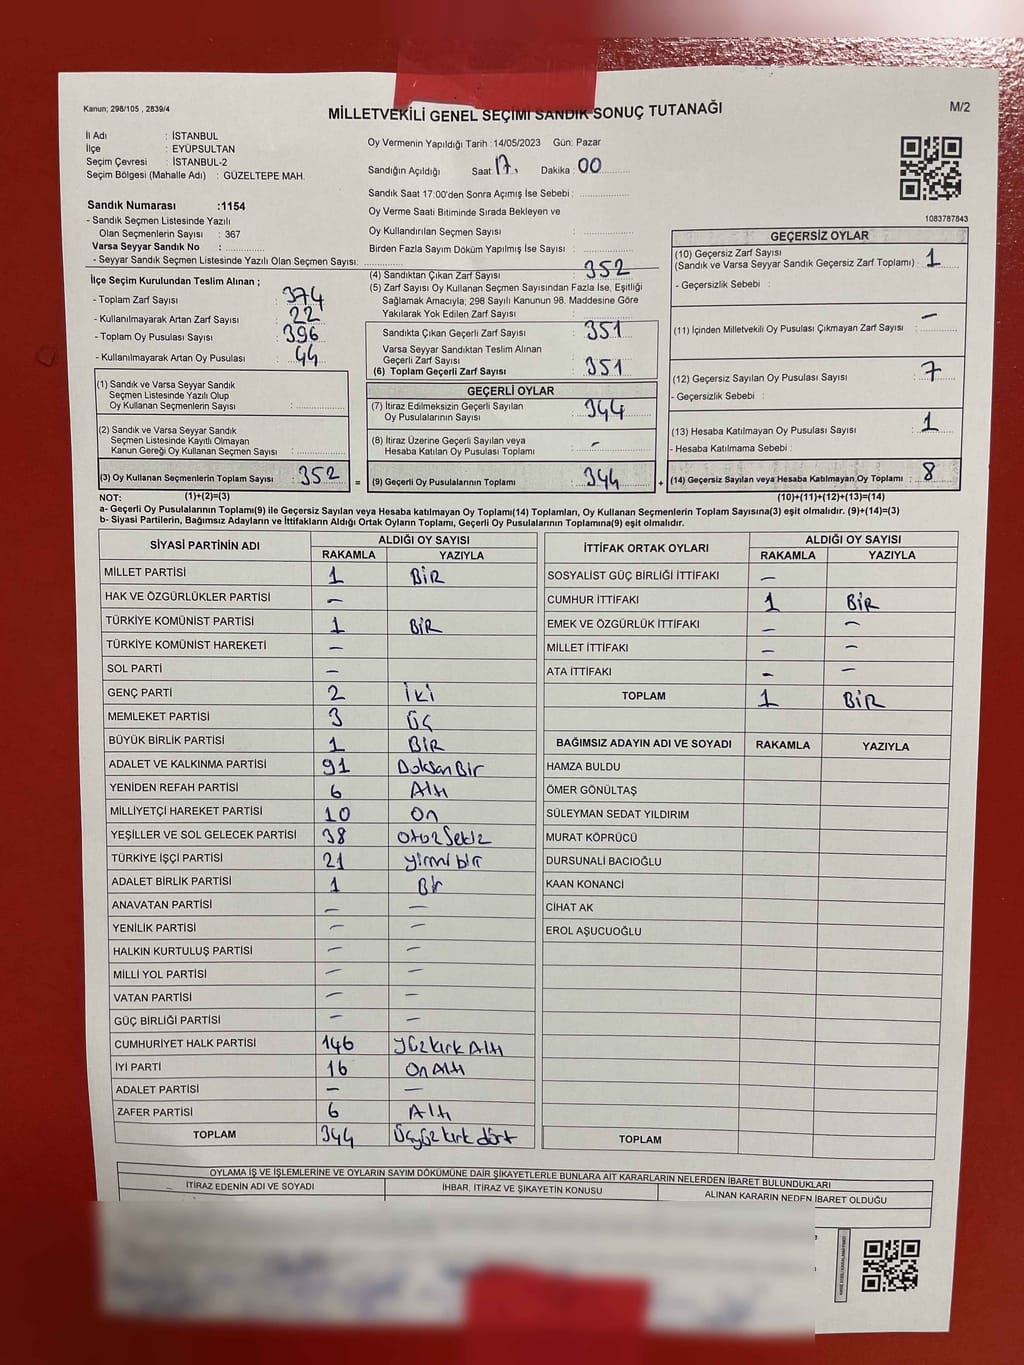 Kanun; 298/105 , 2839/4
MİLLETVEKİLİ GENEL SEÇİMİ SANDIK SONUÇ TUTANAĞI
M/2
İl Adı : İSTANBUL
İlçe : EYÜPSULTAN
Seçim Çevresi : İSTANBUL-2
Seçim Bölgesi (Mahalle Adı) : GÜZELTEPE MAH.
Sandık Numarası :1154
- Sandık Seçmen Listesinde Yazılı
Olan Seçmenlerin Sayısı : 367
Varsa Seyyar Sandık No :
- Seyyar Sandık Seçmen Listesinde Yazılı Olan Seçmen Sayısı:
Oy Vermenin Yapıldığı Tarih :14/05/2023 Gün: Pazar
Sandığın Açıldığı Saat : 17 Dakika : 00
Sandık Saat 17:00'den Sonra Açımış İse Sebebi :
Oy Verme Saati Bitiminde Sırada Bekleyen ve
Oy Kullandırılan Seçmen Sayısı :
Birden Fazla Sayım Döküm Yapılmış İse Sayısı :
1083787843
İlçe Seçim Kurulundan Teslim Alınan ;
- Toplam Zarf Sayısı : 374
- Kullanılmayarak Artan Zarf Sayısı : 22
- Toplam Oy Pusulası Sayısı : 396
- Kullanılmayarak Artan Oy Pusulası : 44
(1) Sandık ve Varsa Seyyar Sandık
Seçmen Listesinde Yazılı Olup
Oy Kullanan Seçmenlerin Sayısı :
(2) Sandık ve Varsa Seyyar Sandık
Seçmen Listesinde Kayıtlı Olmayan
Kanun Gereği Oy Kullanan Seçmen Sayısı :
(3) Oy Kullanan Seçmenlerin Toplam Sayısı : 352 =
(4) Sandıktan Çıkan Zarf Sayısı : 352
(5) Zarf Sayısı Oy Kullanan Seçmen Sayısından Fazla İse, Eşitliği
Sağlamak Amacıyla; 298 Sayılı Kanunun 98. Maddesine Göre
Yakılarak Yok Edilen Zarf Sayısı :
Sandıkta Çıkan Geçerli Zarf Sayısı : 351
Varsa Seyyar Sandıktan Teslim Alınan
Geçerli Zarf Sayısı :
(6) Toplam Geçerli Zarf Sayısı : 351
GEÇERLİ OYLAR
(7) İtiraz Edilmeksizin Geçerli Sayılan
Oy Pusulalarının Sayısı : 344
(8) İtiraz Üzerine Geçerli Sayılan veya
Hesaba Katılan Oy Pusulası Toplamı : -
(9) Geçerli Oy Pusulalarının Toplamı : 344 +
GEÇERSİZ OYLAR
(10) Geçersiz Zarf Sayısı
(Sandık ve Varsa Seyyar Sandık Geçersiz Zarf Toplamı) : 1
- Geçersizlik Sebebi :
(11) İçinden Milletvekili Oy Pusulası Çıkmayan Zarf Sayısı : -
(12) Geçersiz Sayılan Oy Pusulası Sayısı : 7
- Geçersizlik Sebebi :
(13) Hesaba Katılmayan Oy Pusulası Sayısı : 1
- Hesaba Katılmama Sebebi :
(14) Geçersiz Sayılan veya Hesaba Katılmayan Oy Toplamı : 8
NOT: (1)+(2)=(3) (10)+(11)+(12)+(13)=(14)
a- Geçerli Oy Pusulalarının Toplamı(9) ile Geçersiz Sayılan veya Hesaba katılmayan Oy Toplamı(14) Toplamları, Oy Kullanan Seçmenlerin Toplam Sayısına(3) eşit olmalıdır. (9)+(14)=(3)
b- Siyasi Partilerin, Bağımsız Adayların ve İttifakların Aldığı Ortak Oyların Toplamı, Geçerli Oy Pusulalarının Toplamına(9) eşit olmalıdır.
SİYASİ PARTİNİN ADI ALDIĞI OY SAYISI
RAKAMLA YAZIYLA
MİLLET PARTİSİ 1 BİR
HAK VE ÖZGÜRLÜKLER PARTİSİ -
TÜRKİYE KOMÜNİST PARTİSİ 1 BİR
TÜRKİYE KOMÜNİST HAREKETİ -
SOL PARTİ -
GENÇ PARTİ 2 İki
MEMLEKET PARTİSİ 3 ÜÇ
BÜYÜK BİRLİK PARTİSİ 1 BİR
ADALET VE KALKINMA PARTİSİ 91 Doksan Bir
YENİDEN REFAH PARTİSİ 6 Altı
MİLLİYETÇİ HAREKET PARTİSİ 10 On
YEŞİLLER VE SOL GELECEK PARTİSİ 38 Otuz Sekiz
TÜRKİYE İŞÇİ PARTİSİ 21 yirmi bir
ADALET BİRLİK PARTİSİ 1 Bir
ANAVATAN PARTİSİ - -
YENİLİK PARTİSİ - -
HALKIN KURTULUŞ PARTİSİ - -
MİLLİ YOL PARTİSİ - -
VATAN PARTİSİ - -
GÜÇ BİRLİĞİ PARTİSİ - -
CUMHURİYET HALK PARTİSİ 146 yüz kırk Altı
İYİ PARTİ 16 On Altı
ADALET PARTİSİ - -
ZAFER PARTİSİ 6 Altı
TOPLAM 344 Üçyüz kırk dört
İTTİFAK ORTAK OYLARI ALDIĞI OY SAYISI
RAKAMLA YAZIYLA
SOSYALİST GÜÇ BİRLİĞİ İTTİFAKI -
CUMHUR İTTİFAKI 1 BİR
EMEK VE ÖZGÜRLÜK İTTİFAKI - -
MİLLET İTTİFAKI - -
ATA İTTİFAKI - -
TOPLAM 1 BİR
BAĞIMSIZ ADAYIN ADI VE SOYADI RAKAMLA YAZIYLA
HAMZA BULDU
ÖMER GÖNÜLTAŞ
SÜLEYMAN SEDAT YILDIRIM
MURAT KÖPRÜCÜ
DURSUNALİ BACIOĞLU
KAAN KONANCİ
CİHAT AK
EROL AŞUCUOĞLU
TOPLAM
OYLAMA İŞ VE İŞLEMLERİNE VE OYLARIN SAYIM DÖKÜMÜNE DAİR ŞİKAYETLERLE BUNLARA AİT KARARLARIN NELERDEN İBARET BULUNDUKLARI
İTİRAZ EDENİN ADI VE SOYADI İHBAR, İTİRAZ VE ŞİKAYETİN KONUSU ALINAN KARARIN NEDEN İBARET OLDUĞU